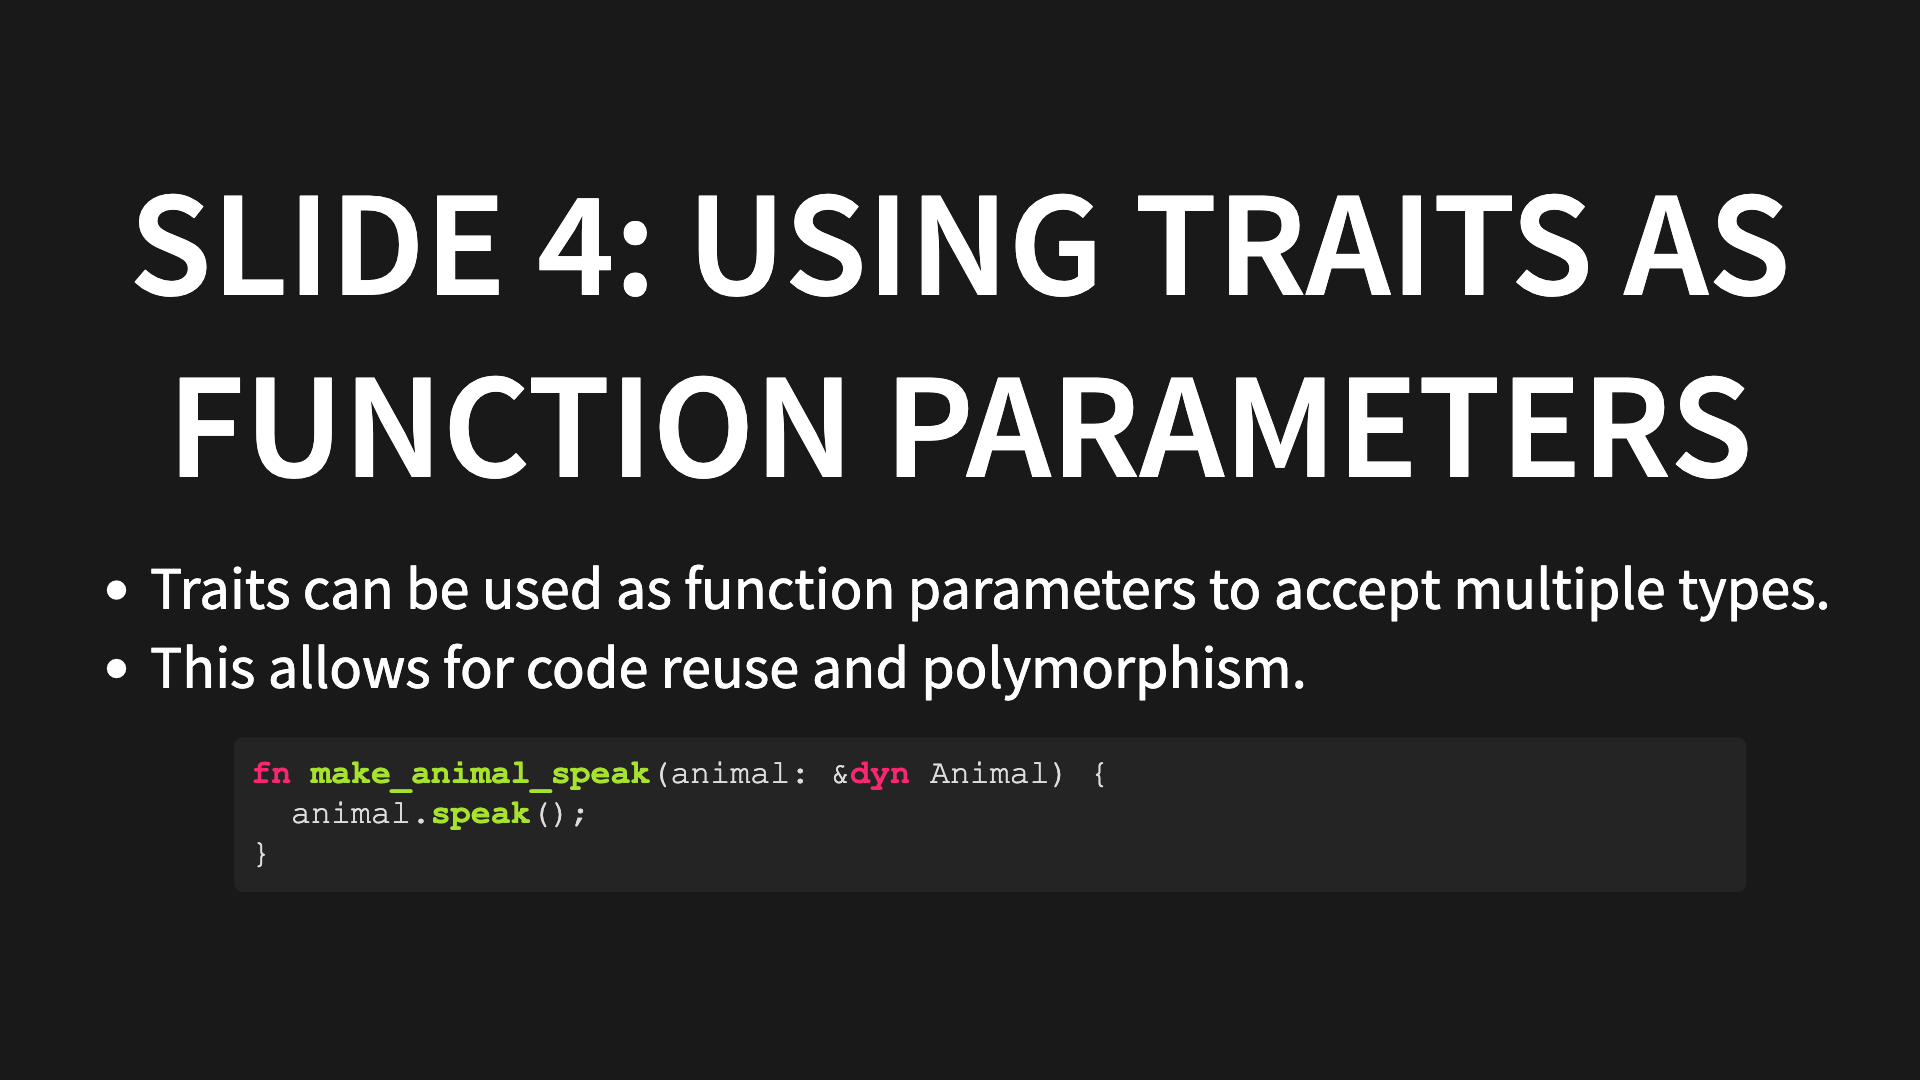 SLIDE 4: USING TRAITS AS
FUNCTION PARAMETERS
• Traits can be used as function parameters to accept multiple types.
• This allows for code reuse and polymorphism.
fn make_animal_speak(animal: &dyn Animal) {
  animal.speak();
}